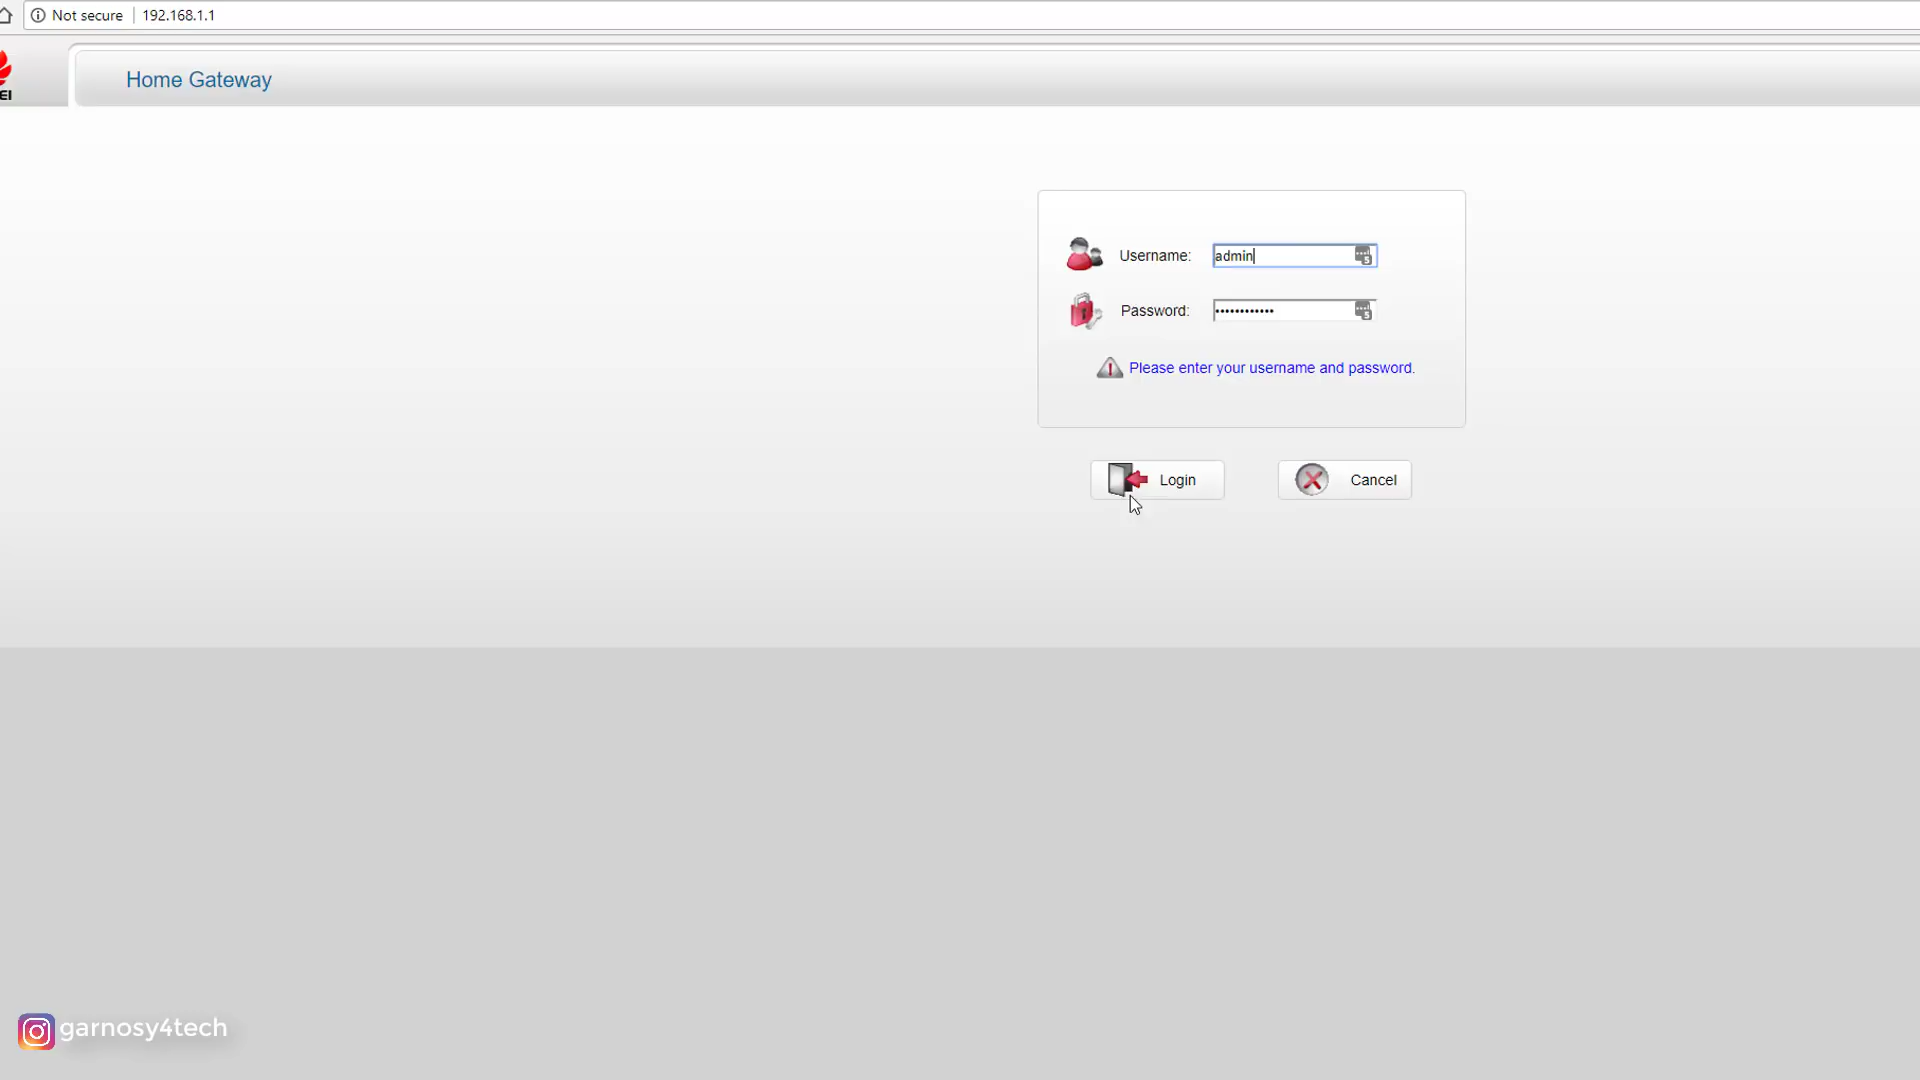 Not secure
192.168.1.1
EI
Home Gateway
Username:
admin
Password:
••••••••••••
Please enter your username and password.
Login
Cancel
garnosy4tech